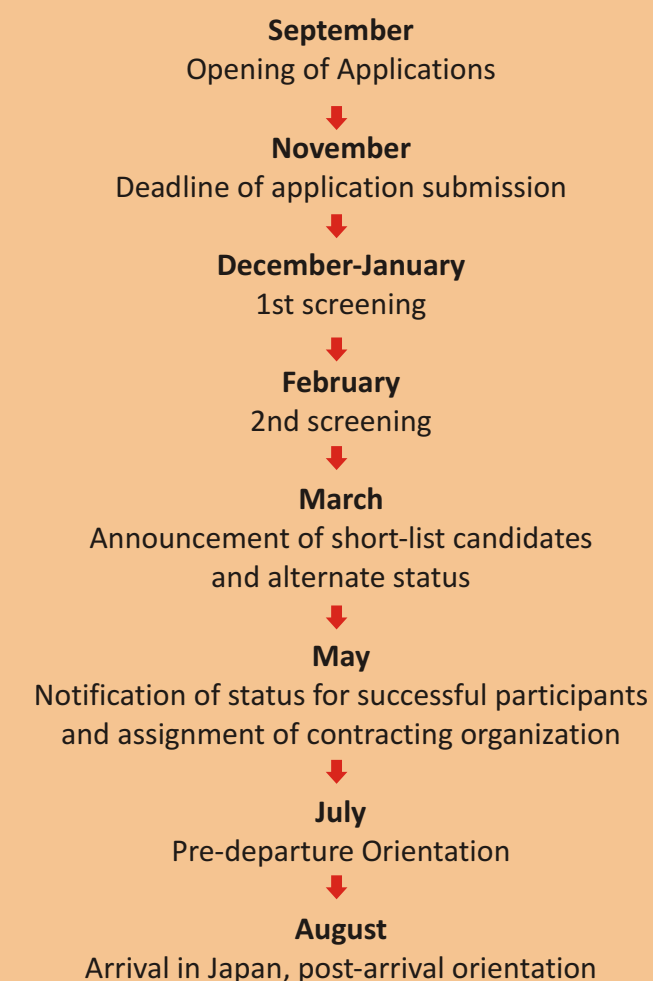 September
Opening of Applications
November
Deadline of application submission
December-January
1st screening
February
2nd screening
March
Announcement of short-list candidates
and alternate status
May
Notification of status for successful participants
and assignment of contracting organization
July
Pre-departure Orientation
August
Arrival in Japan, post-arrival orientation